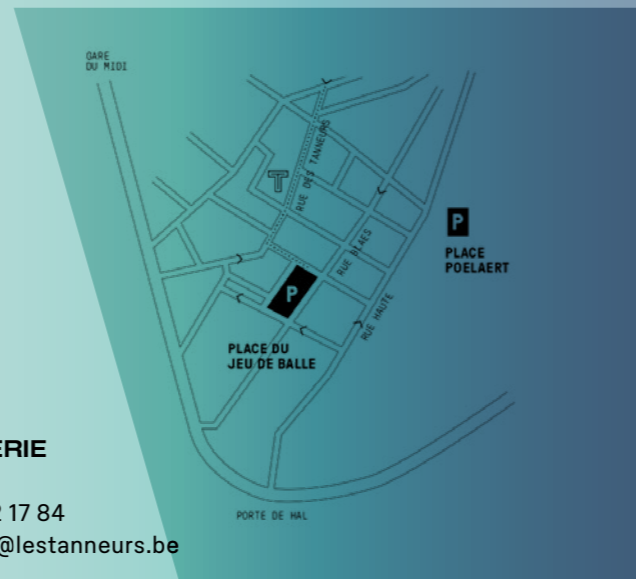 GARE
DU MIDI
RUE DES TANNEURS
T
P
PLACE
POELAERT
RUE BLAES
P
RUE HAUTE
PLACE DU
JEU DE BALLE
ERIE
2 17 84
@lestanneurs.be
PORTE DE HAL